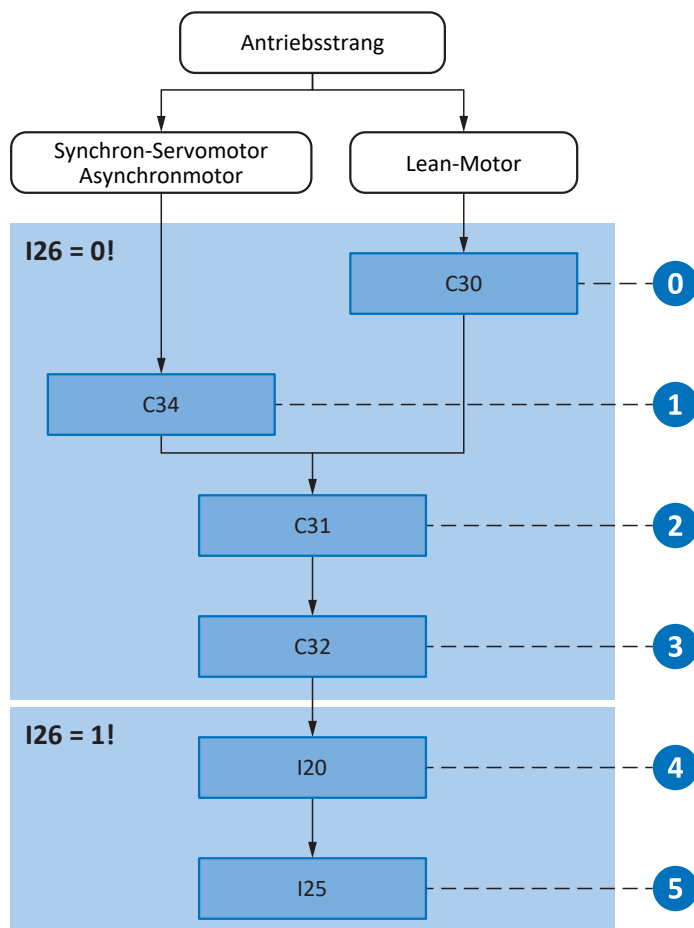 Antriebsstrang
Synchron-Servomotor
Asynchronmotor
Lean-Motor
I26 = 0!
C30
0
C34
1
C31
2
C32
3
I26 = 1!
I20
4
I25
5